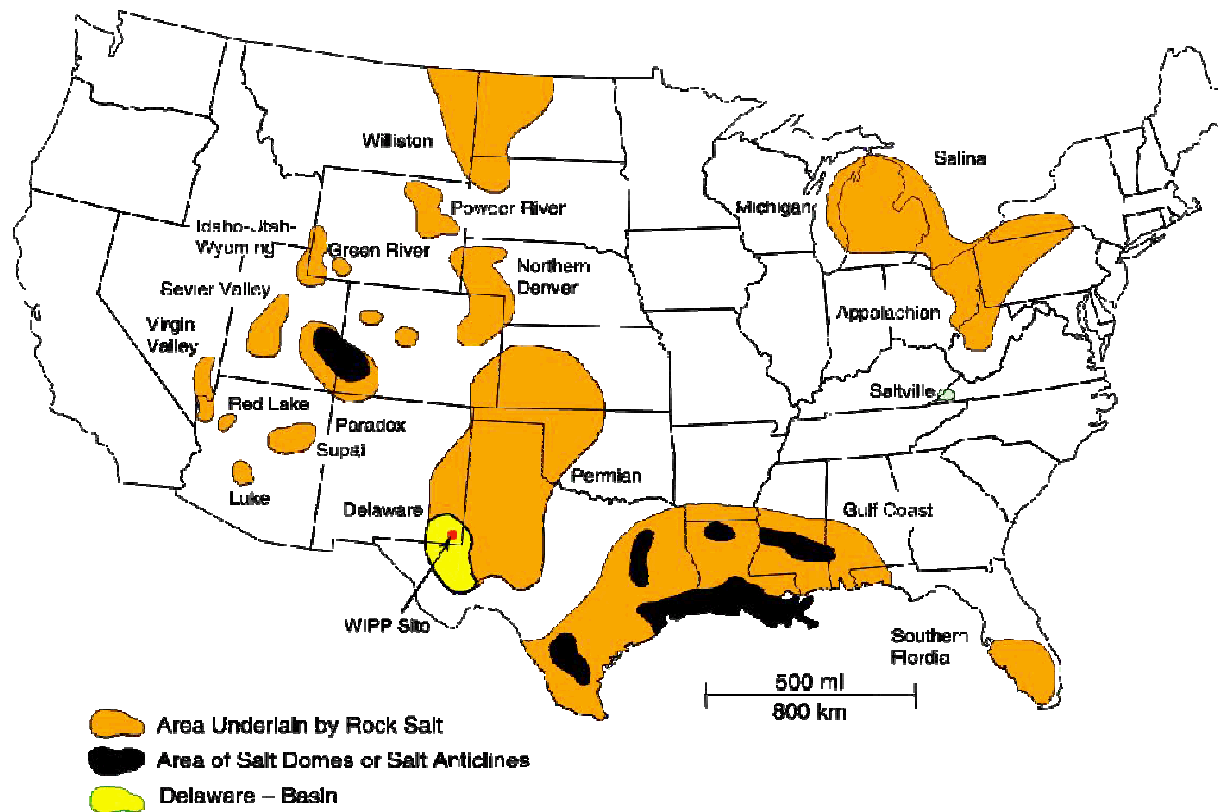 Williston
Salina
Powder River
Michigan
Idaho-Utah-
Wyoming
Green River
Northern
Denver
Sevier Valley
Virgin
Valley
Appalachian
Saltville
Red Lake
Paradox
Supai
Permian
Luke
Delaware
Gulf Coast
WIPP Site
Southern
Flordia
500 mi
800 km
Area Underlain by Rock Salt
Area of Salt Domes or Salt Anticlines
Delaware – Basin